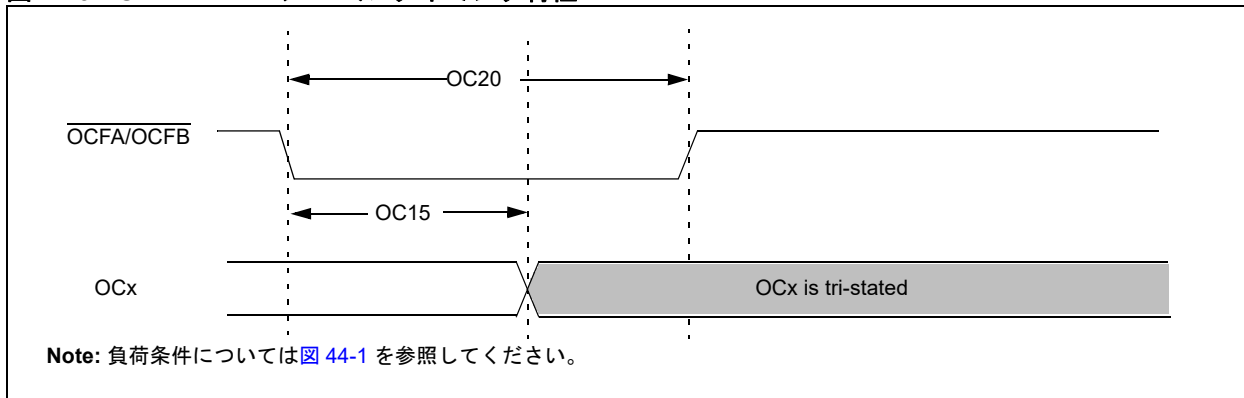 OC20
OCFA/OCFB
OC15
OCx
OCx is tri-stated
Note: 負荷条件については図 44-1 を参照してください。